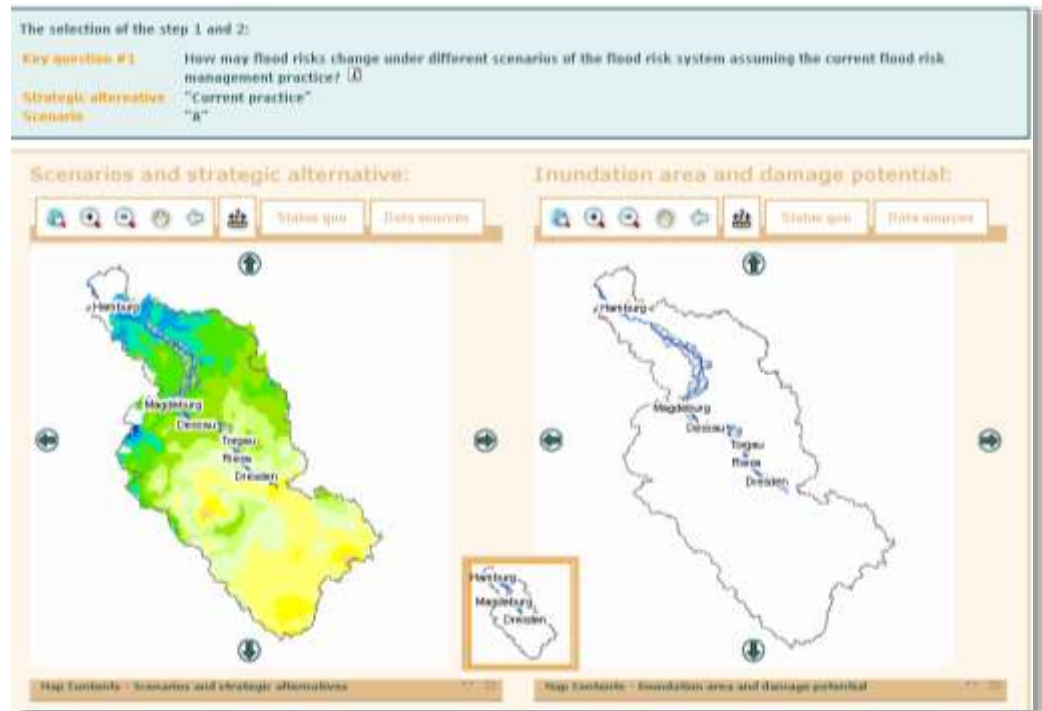 The selection of the step 1 and 2:
Key question #1 How may flood risks change under different scenarios of the flood risk system assuming the current flood risk
management practice?
Strategic alternative "Current practice"
Scenario "A"
Scenarios and strategic alternative:
Inundation area and damage potential:
Status quo
Data sources
Status quo
Data sources
Hamburg
Magdeburg
Dessau
Torgau
Riesa
Dresden
Hamburg
Magdeburg
Dessau
Torgau
Riesa
Dresden
Hamburg
Magdeburg
Dresden
Map Contents - Scenarios and strategic alternatives
Map Contents - Inundation area and damage potential